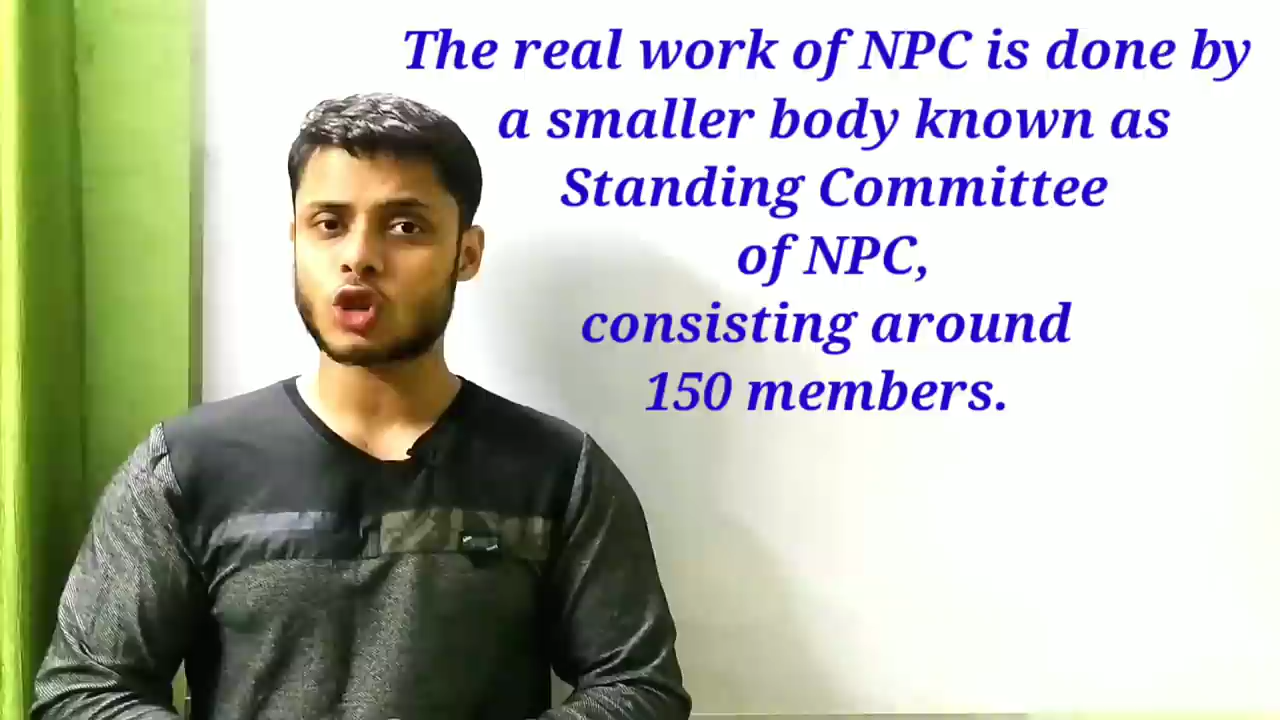 The real work of NPC is done by
a smaller body known as
Standing Committee
of NPC,
consisting around
150 members.